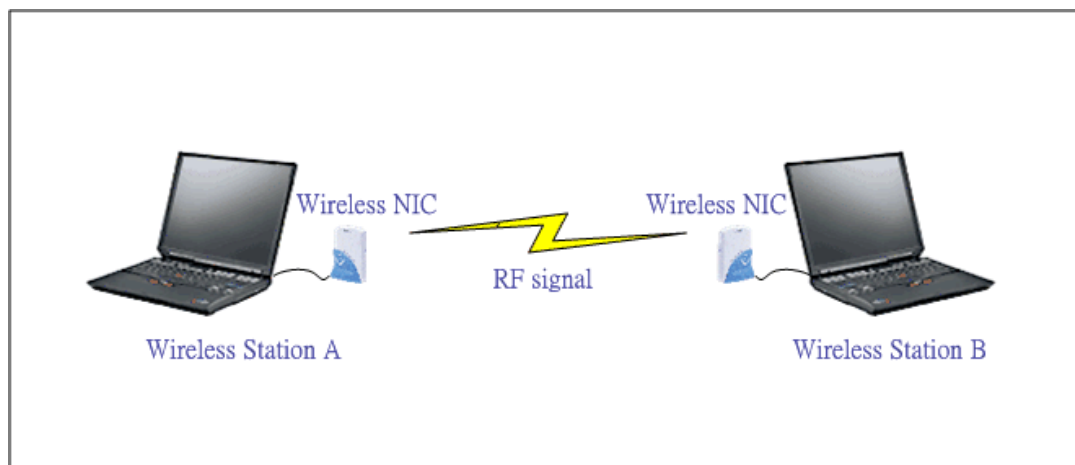 Wireless NIC
Wireless NIC
RF signal
Wireless Station A
Wireless Station B